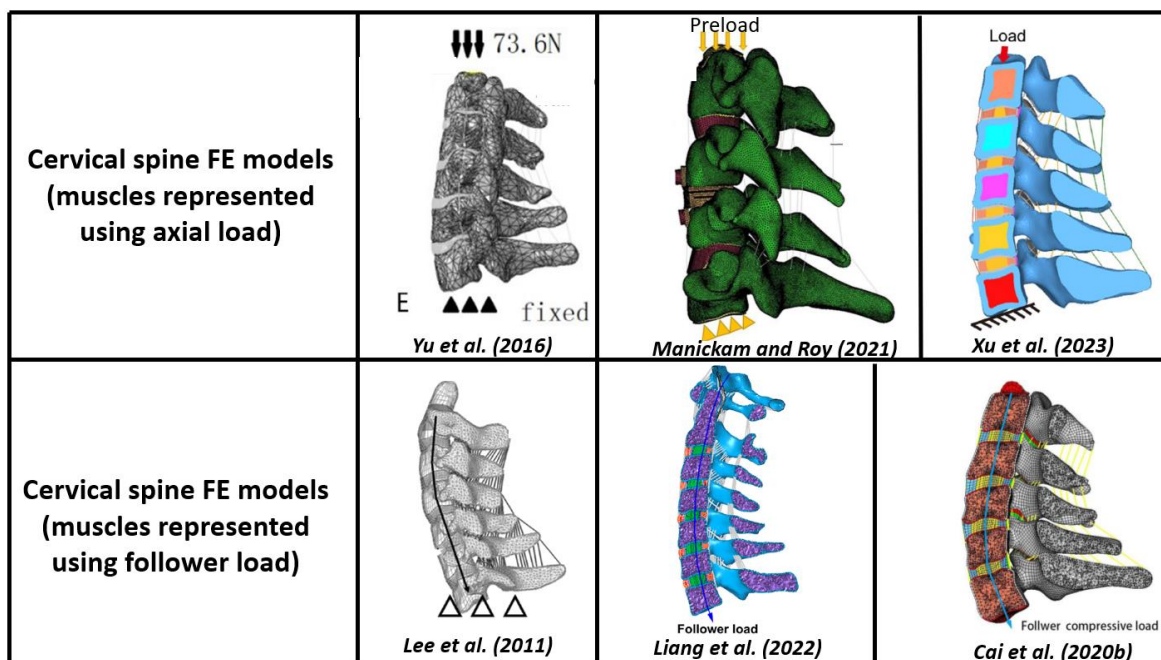 Cervical spine FE models
(muscles represented
using axial load)
73.6N
E
fixed
Yu et al. (2016)
Preload
Manickam and Roy (2021)
Load
Xu et al. (2023)
Cervical spine FE models
(muscles represented
using follower load)
Lee et al. (2011)
Follower load
Liang et al. (2022)
Follwer compressive load
Cai et al. (2020b)